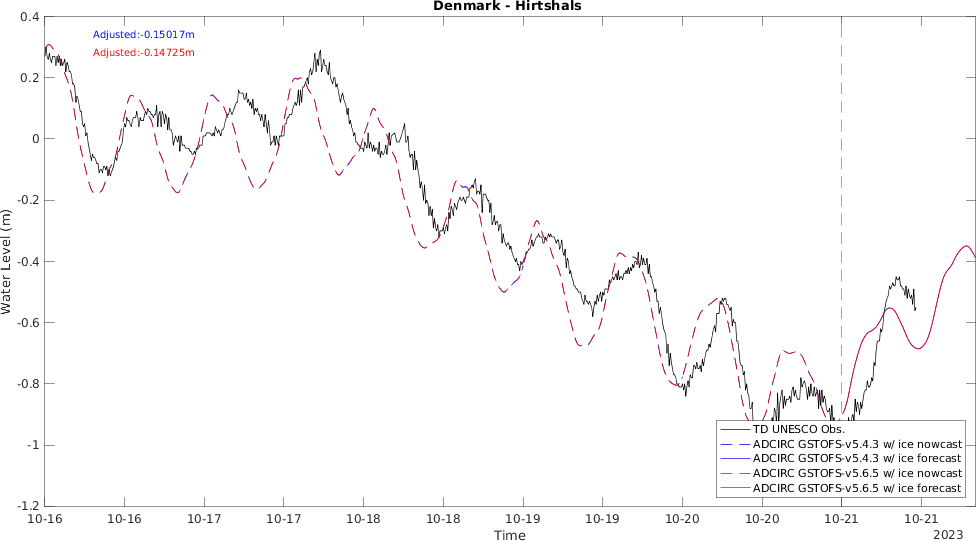 Denmark - Hirtshals
Adjusted:-0.15017m
Adjusted:-0.14725m
Water Level (m)
0.4
0.2
0
-0.2
-0.4
-0.6
-0.8
-1
-1.2
TD UNESCO Obs.
ADCIRC GSTOFS-v5.4.3 w/ ice nowcast
ADCIRC GSTOFS-v5.4.3 w/ ice forecast
ADCIRC GSTOFS-v5.6.5 w/ ice nowcast
ADCIRC GSTOFS-v5.6.5 w/ ice forecast
10-16 10-16 10-17 10-17 10-18 10-18 10-19 10-19 10-20 10-20 10-21 10-21
Time
2023